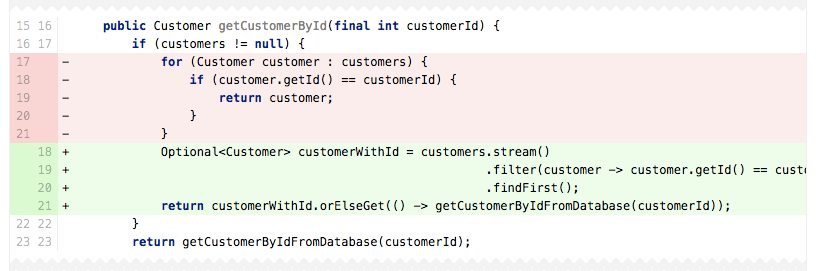 15 16 public Customer getCustomerById(final int customerId) {
16 17 if (customers != null) {
17 - for (Customer customer : customers) {
18 - if (customer.getId() == customerId) {
19 - return customer;
20 - }
21 - }
18 + Optional<Customer> customerWithId = customers.stream()
19 + .filter(customer -> customer.getId() == custo
20 + .findFirst();
21 + return customerWithId.orElseGet(() -> getCustomerByIdFromDatabase(customerId));
22 22 }
23 23 return getCustomerByIdFromDatabase(customerId);